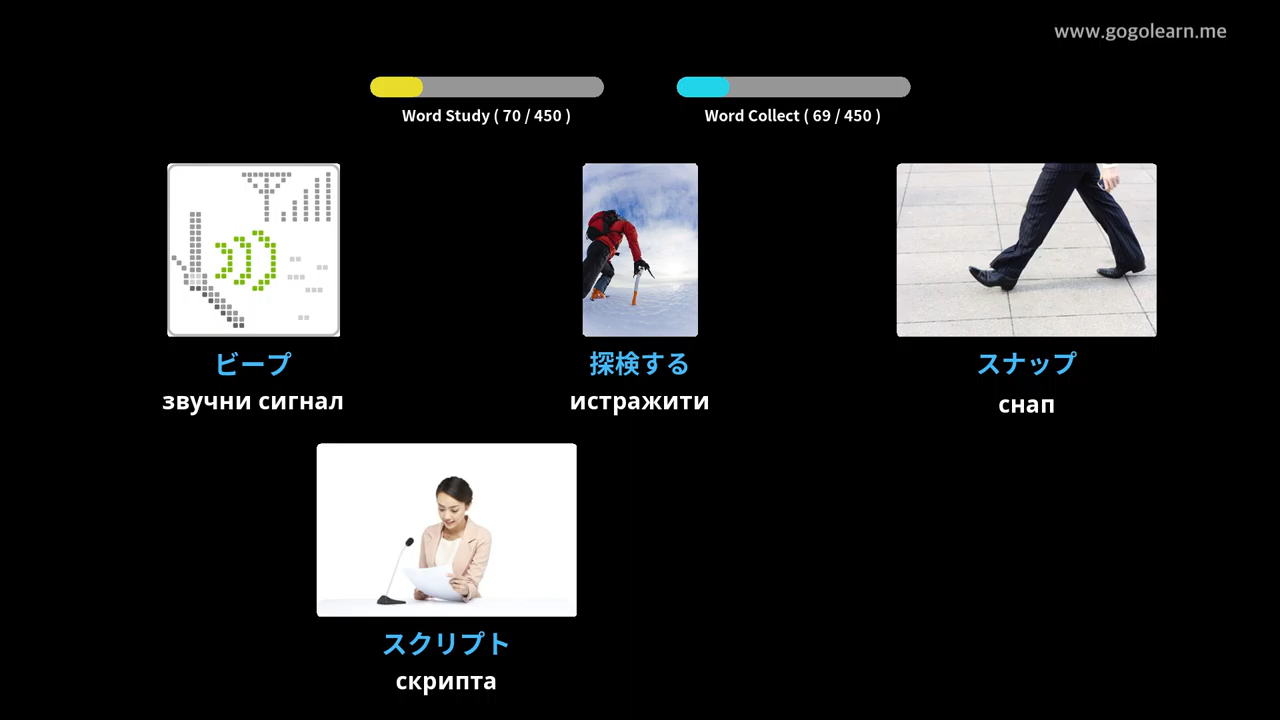 www.gogolearn.me
Word Study ( 70 / 450 )
Word Collect ( 69 / 450 )
ビープ
звучни сигнал
探検する
истражити
スナップ
снап
スクリプト
скрипта